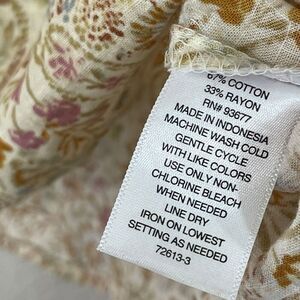 67% COTTON
33% RAYON
RN# 93677
MADE IN INDONESIA
MACHINE WASH COLD
GENTLE CYCLE
WITH LIKE COLORS
USE ONLY NON-
CHLORINE BLEACH
WHEN NEEDED
LINE DRY
IRON ON LOWEST
SETTING AS NEEDED
72613-3